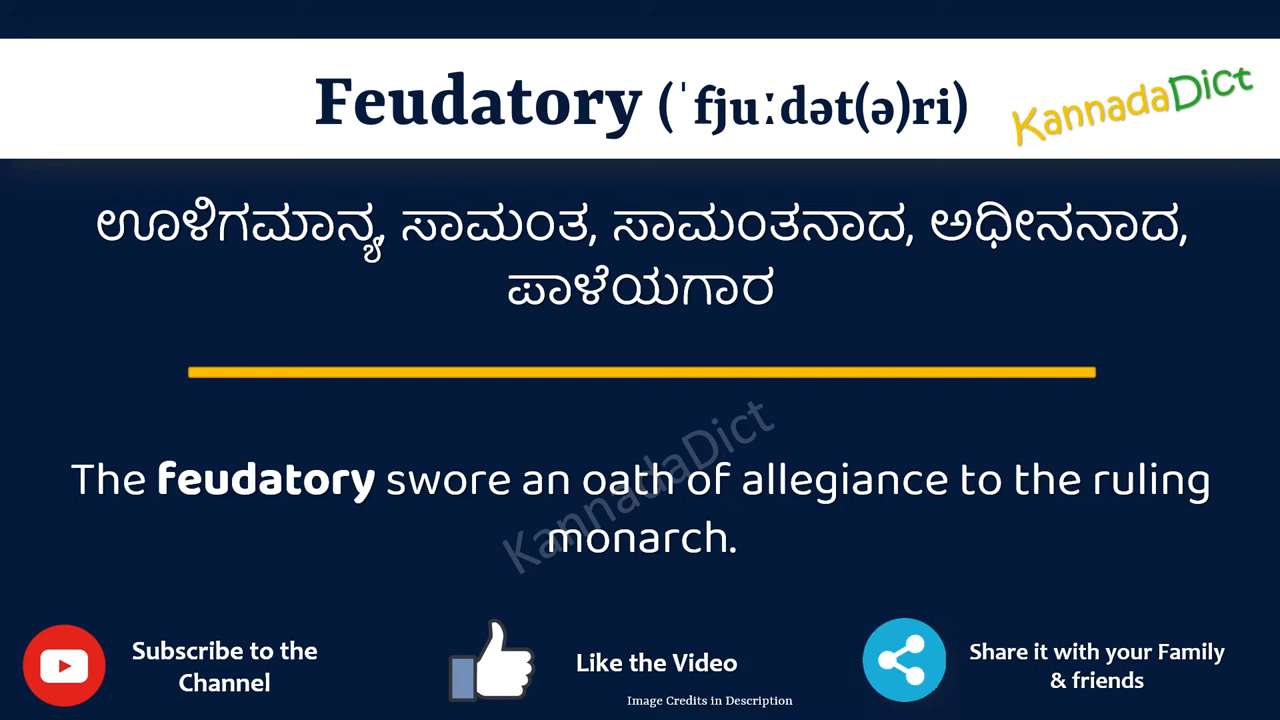 Feudatory (ˈfjuːdət(ə)ri)
KannadaDict
ಊಳಿಗಮಾನ್ಯ, ಸಾಮಂತ, ಸಾಮಂತನಾದ, ಅಧೀನನಾದ,
ಪಾಳೆಯಗಾರ
KannadaDict
The feudatory swore an oath of allegiance to the ruling
monarch.
Subscribe to the
Channel
Like the Video
Image Credits in Description
Share it with your Family
& friends